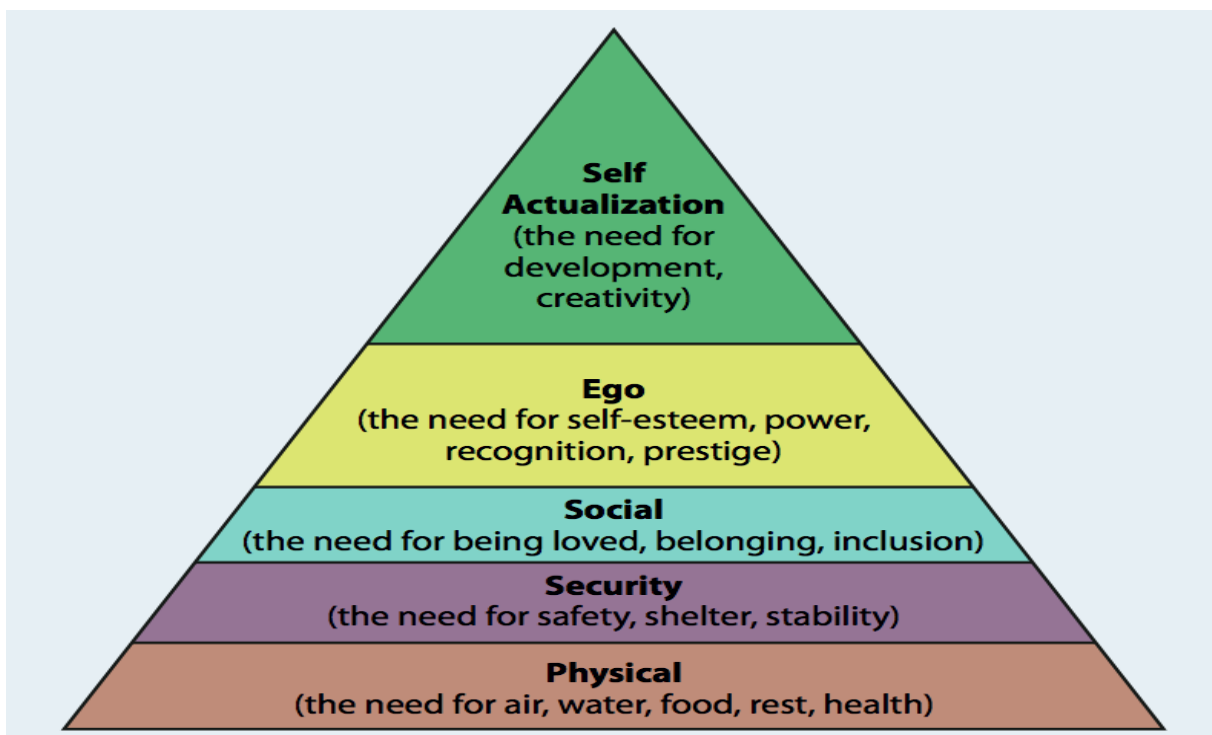 Self
Actualization
(the need for
development,
creativity)
Ego
(the need for self-esteem, power,
recognition, prestige)
Social
(the need for being loved, belonging, inclusion)
Security
(the need for safety, shelter, stability)
Physical
(the need for air, water, food, rest, health)